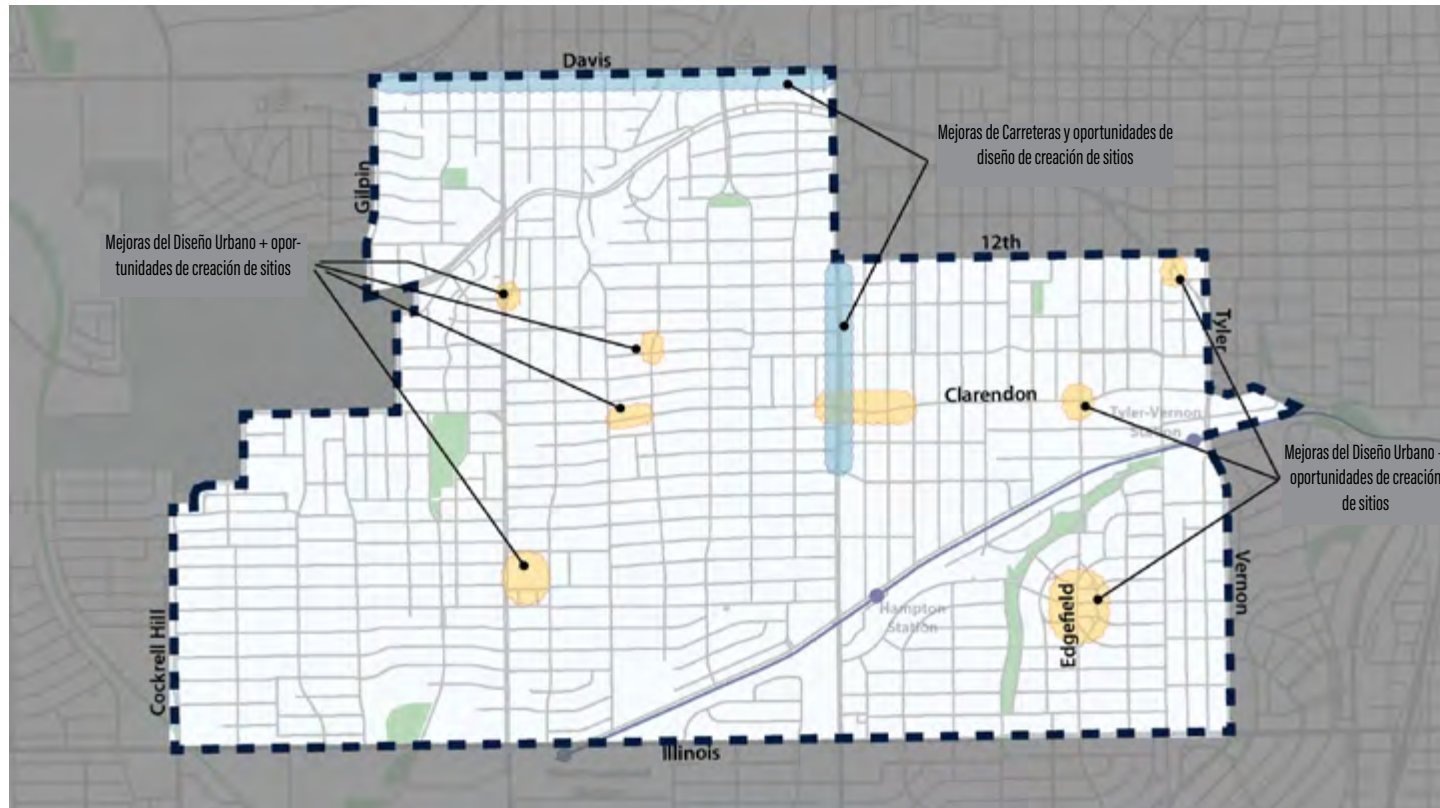 Davis
Mejoras de Carreteras y oportunidades de
diseño de creación de sitios
Gilpin
Mejoras del Diseño Urbano + opor-
tunidades de creación de sitios
12th
Tyler
Clarendon
Tyler-Vernon
Station
Mejoras del Diseño Urbano +
oportunidades de creación
de sitios
Hampton
Station
Edgefield
Vernon
Cockrell Hill
Illinois